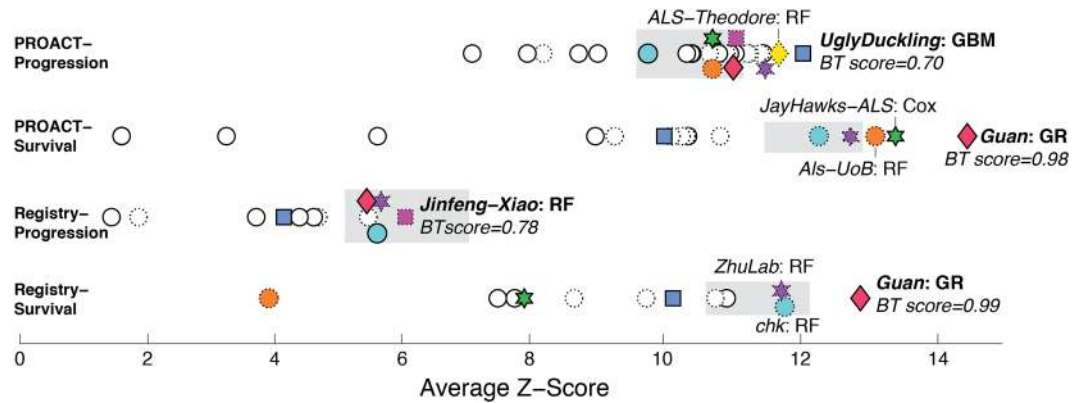 ALS–Theodore: RF
PROACT–
Progression
UglyDuckling: GBM
BT score=0.70
JayHawks–ALS: Cox
PROACT–
Survival
Guan: GR
BT score=0.98
Als–UoB: RF
Registry–
Progression
Jinfeng–Xiao: RF
BTscore=0.78
ZhuLab: RF
Registry–
Survival
Guan: GR
BT score=0.99
chk: RF
0 2 4 6 8 10 12 14
Average Z–Score